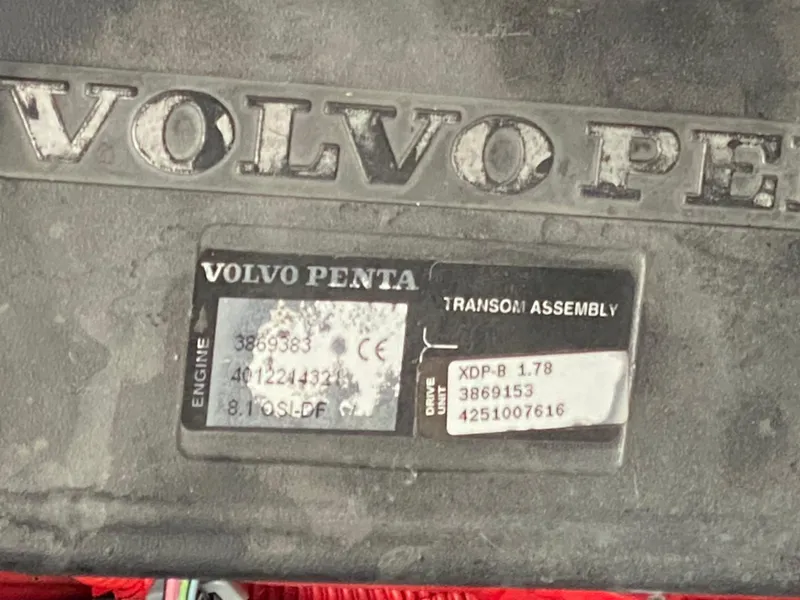 VOLVO PE
VOLVO PENTA
ENGINE
3869383
CE
8.1 OSI-DF
TRANSOM ASSEMBLY
DRIVE
UNIT
XDP-B 1.78
3869153
4251007616